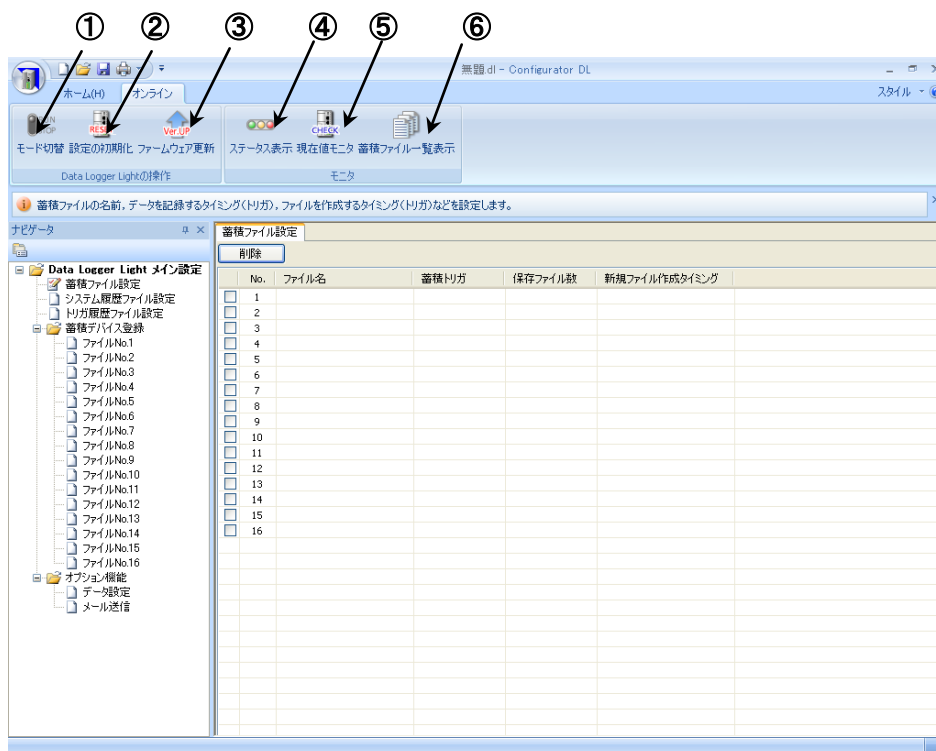 ① ② ③ ④ ⑤ ⑥
無題.dl - Configurator DL
ホーム(H) オンライン スタイル
RESET Ver.UP CHECK
モード切替 設定の初期化 ファームウェア更新 ステータス表示 現在値モニタ 蓄積ファイル一覧表示
Data Logger Lightの操作 モニタ
蓄積ファイルの名前，データを記録するタイミング(トリガ)，ファイルを作成するタイミング(トリガ)などを設定します。
ナビゲータ
Data Logger Light メイン設定
蓄積ファイル設定
システム履歴ファイル設定
トリガ履歴ファイル設定
蓄積デバイス登録
ファイルNo.1
ファイルNo.2
ファイルNo.3
ファイルNo.4
ファイルNo.5
ファイルNo.6
ファイルNo.7
ファイルNo.8
ファイルNo.9
ファイルNo.10
ファイルNo.11
ファイルNo.12
ファイルNo.13
ファイルNo.14
ファイルNo.15
ファイルNo.16
オプション機能
データ設定
メール送信
蓄積ファイル設定
削除
No. ファイル名 蓄積トリガ 保存ファイル数 新規ファイル作成タイミング
1
2
3
4
5
6
7
8
9
10
11
12
13
14
15
16